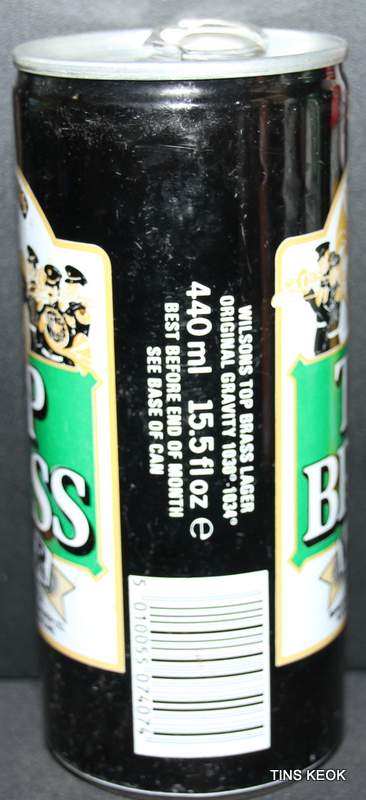 WILSONS TOP BRASS LAGER
ORIGINAL GRAVITY 1030°-1034°
440 ml 15.5 fl oz e
BEST BEFORE END OF MONTH
SEE BASE OF CAN
P
SS
T
B
5 010055 074074
TINS KEOK